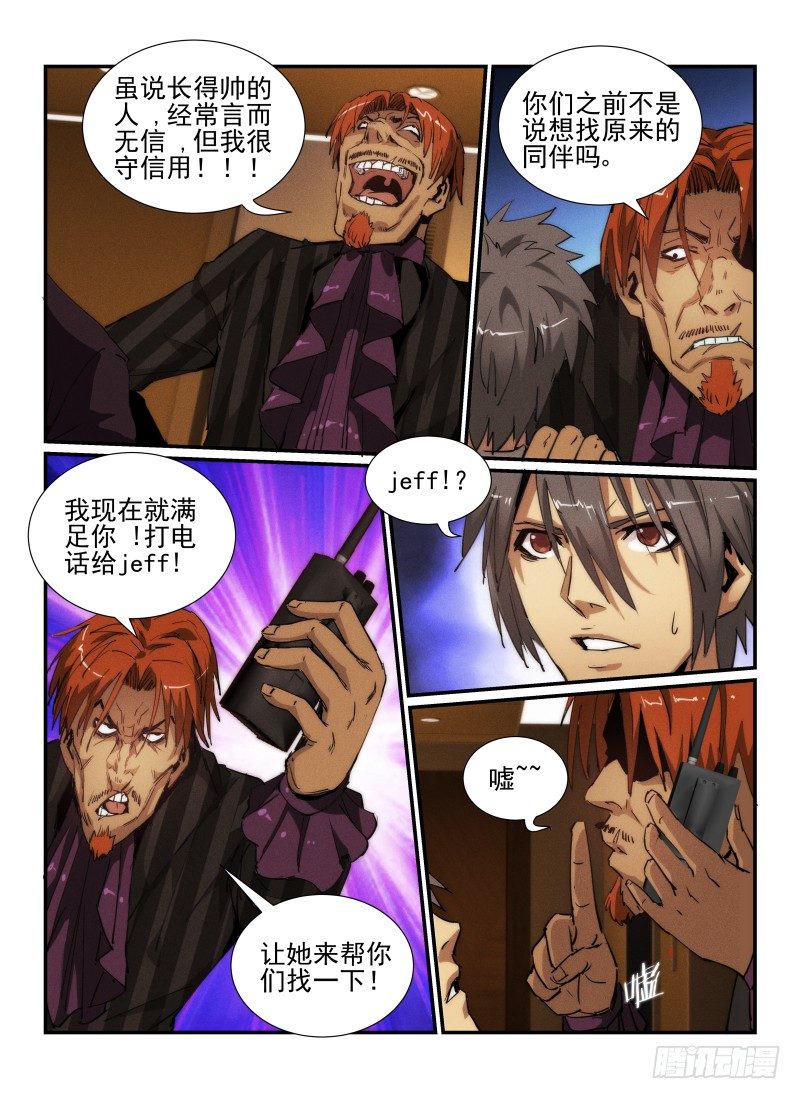 虽说长得帅的
人,经常言而
无信,但我很
守信用!!!
你们之前不是
说想找原来的
同伴吗。
我现在就满
足你!打电
话给jeff!
jeff!?
让她来帮你
们找一下!
嘘~~
嘘
腾讯动漫